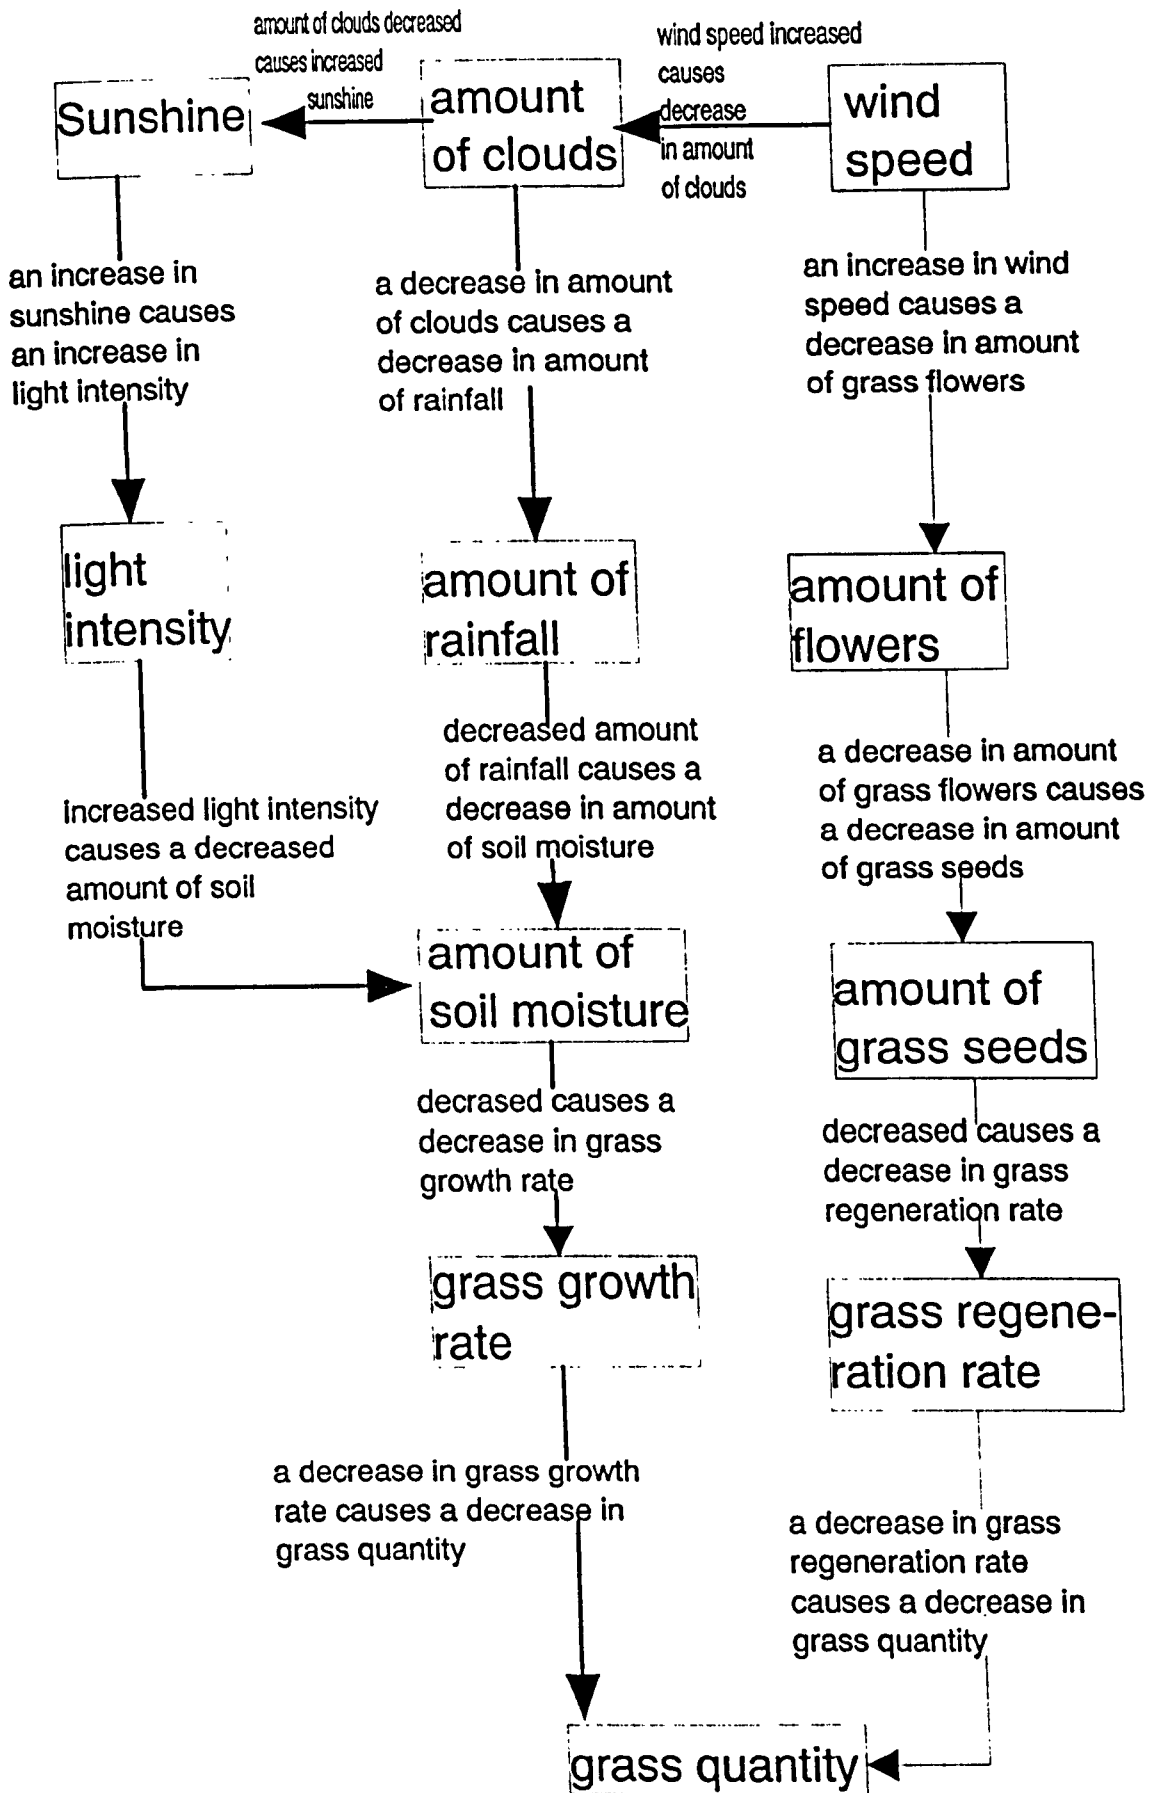 amount of clouds decreased
causes increased
sunshine
wind speed increased
causes
decrease
in amount
of clouds
Sunshine
amount
of clouds
wind
speed
an increase in
sunshine causes
an increase in
light intensity
a decrease in amount
of clouds causes a
decrease in amount
of rainfall
an increase in wind
speed causes a
decrease in amount
of grass flowers
light
intensity
amount of
rainfall
amount of
flowers
increased light intensity
causes a decreased
amount of soil
moisture
decreased amount
of rainfall causes a
decrease in amount
of soil moisture
a decrease in amount
of grass flowers causes
a decrease in amount
of grass seeds
amount of
soil moisture
amount of
grass seeds
decrased causes a
decrease in grass
growth rate
decreased causes a
decrease in grass
regeneration rate
grass growth
rate
grass regene-
ration rate
a decrease in grass growth
rate causes a decrease in
grass quantity
a decrease in grass
regeneration rate
causes a decrease in
grass quantity
grass quantity